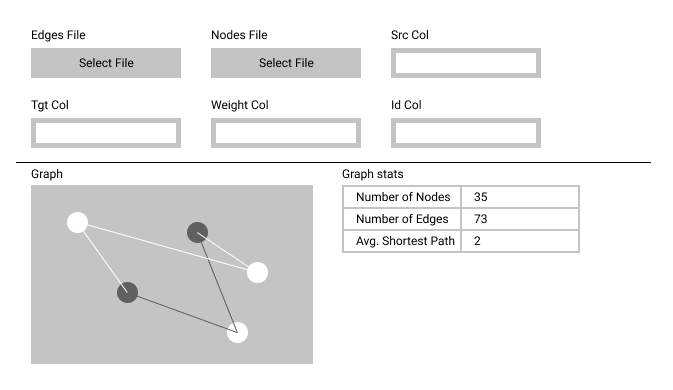 Edges File
Nodes File
Src Col
Select File
Select File
Tgt Col
Weight Col
Id Col
Graph
Graph stats
Number of Nodes 35
Number of Edges 73
Avg. Shortest Path 2